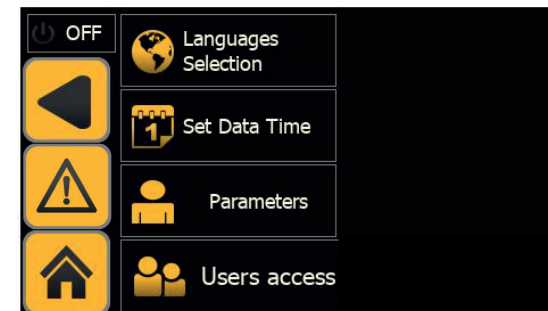 OFF
Languages
Selection
1
Set Data Time
Parameters
Users access